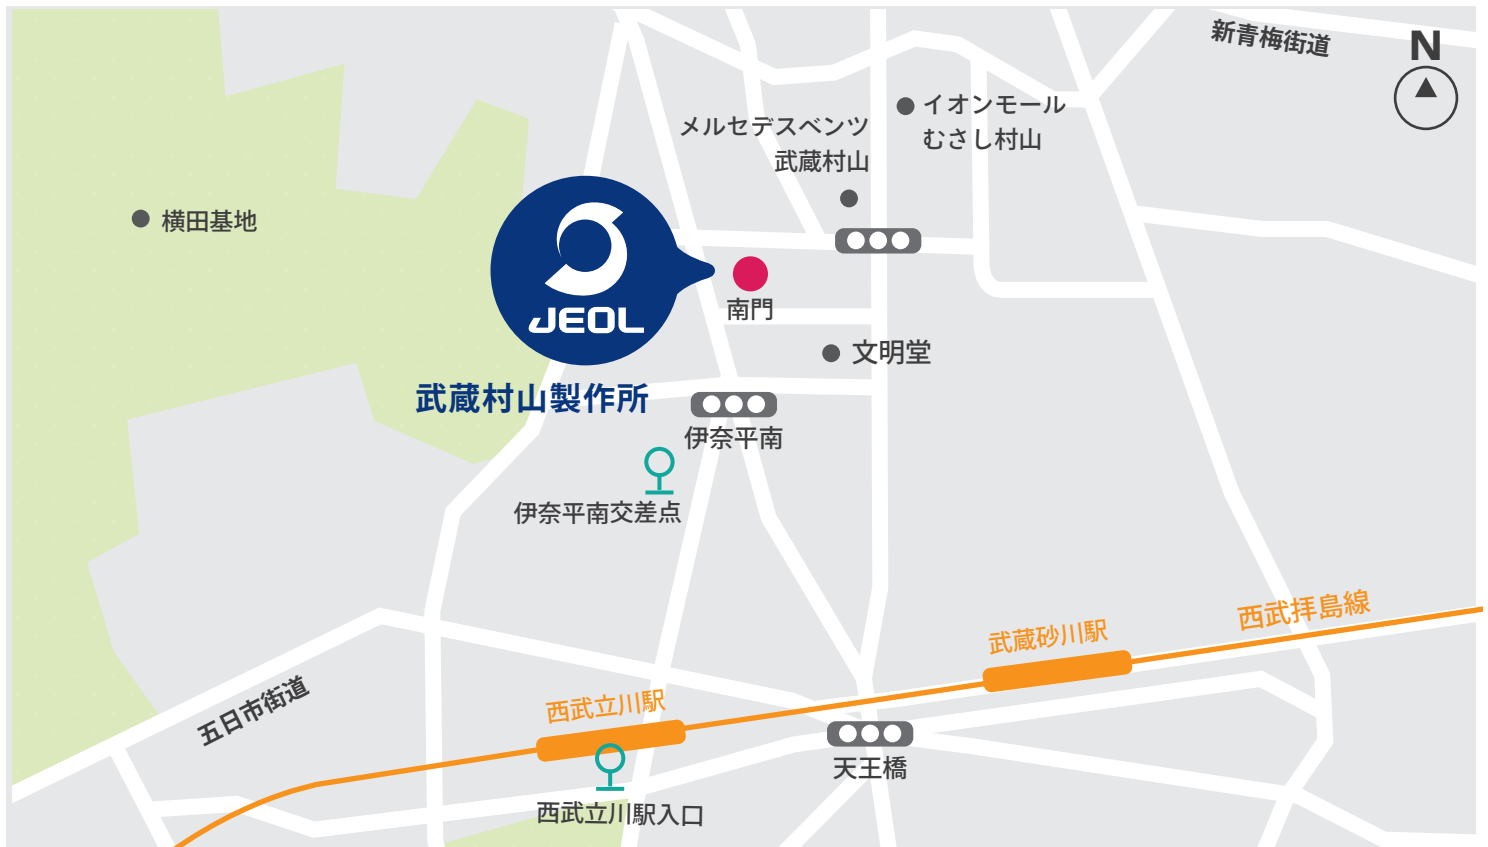 新青梅街道
N
イオンモール
むさし村山
メルセデスベンツ
武蔵村山
横田基地
JEOL
南門
文明堂
武蔵村山製作所
伊奈平南
伊奈平南交差点
西武拝島線
武蔵砂川駅
五日市街道
西武立川駅
天王橋
西武立川駅入口